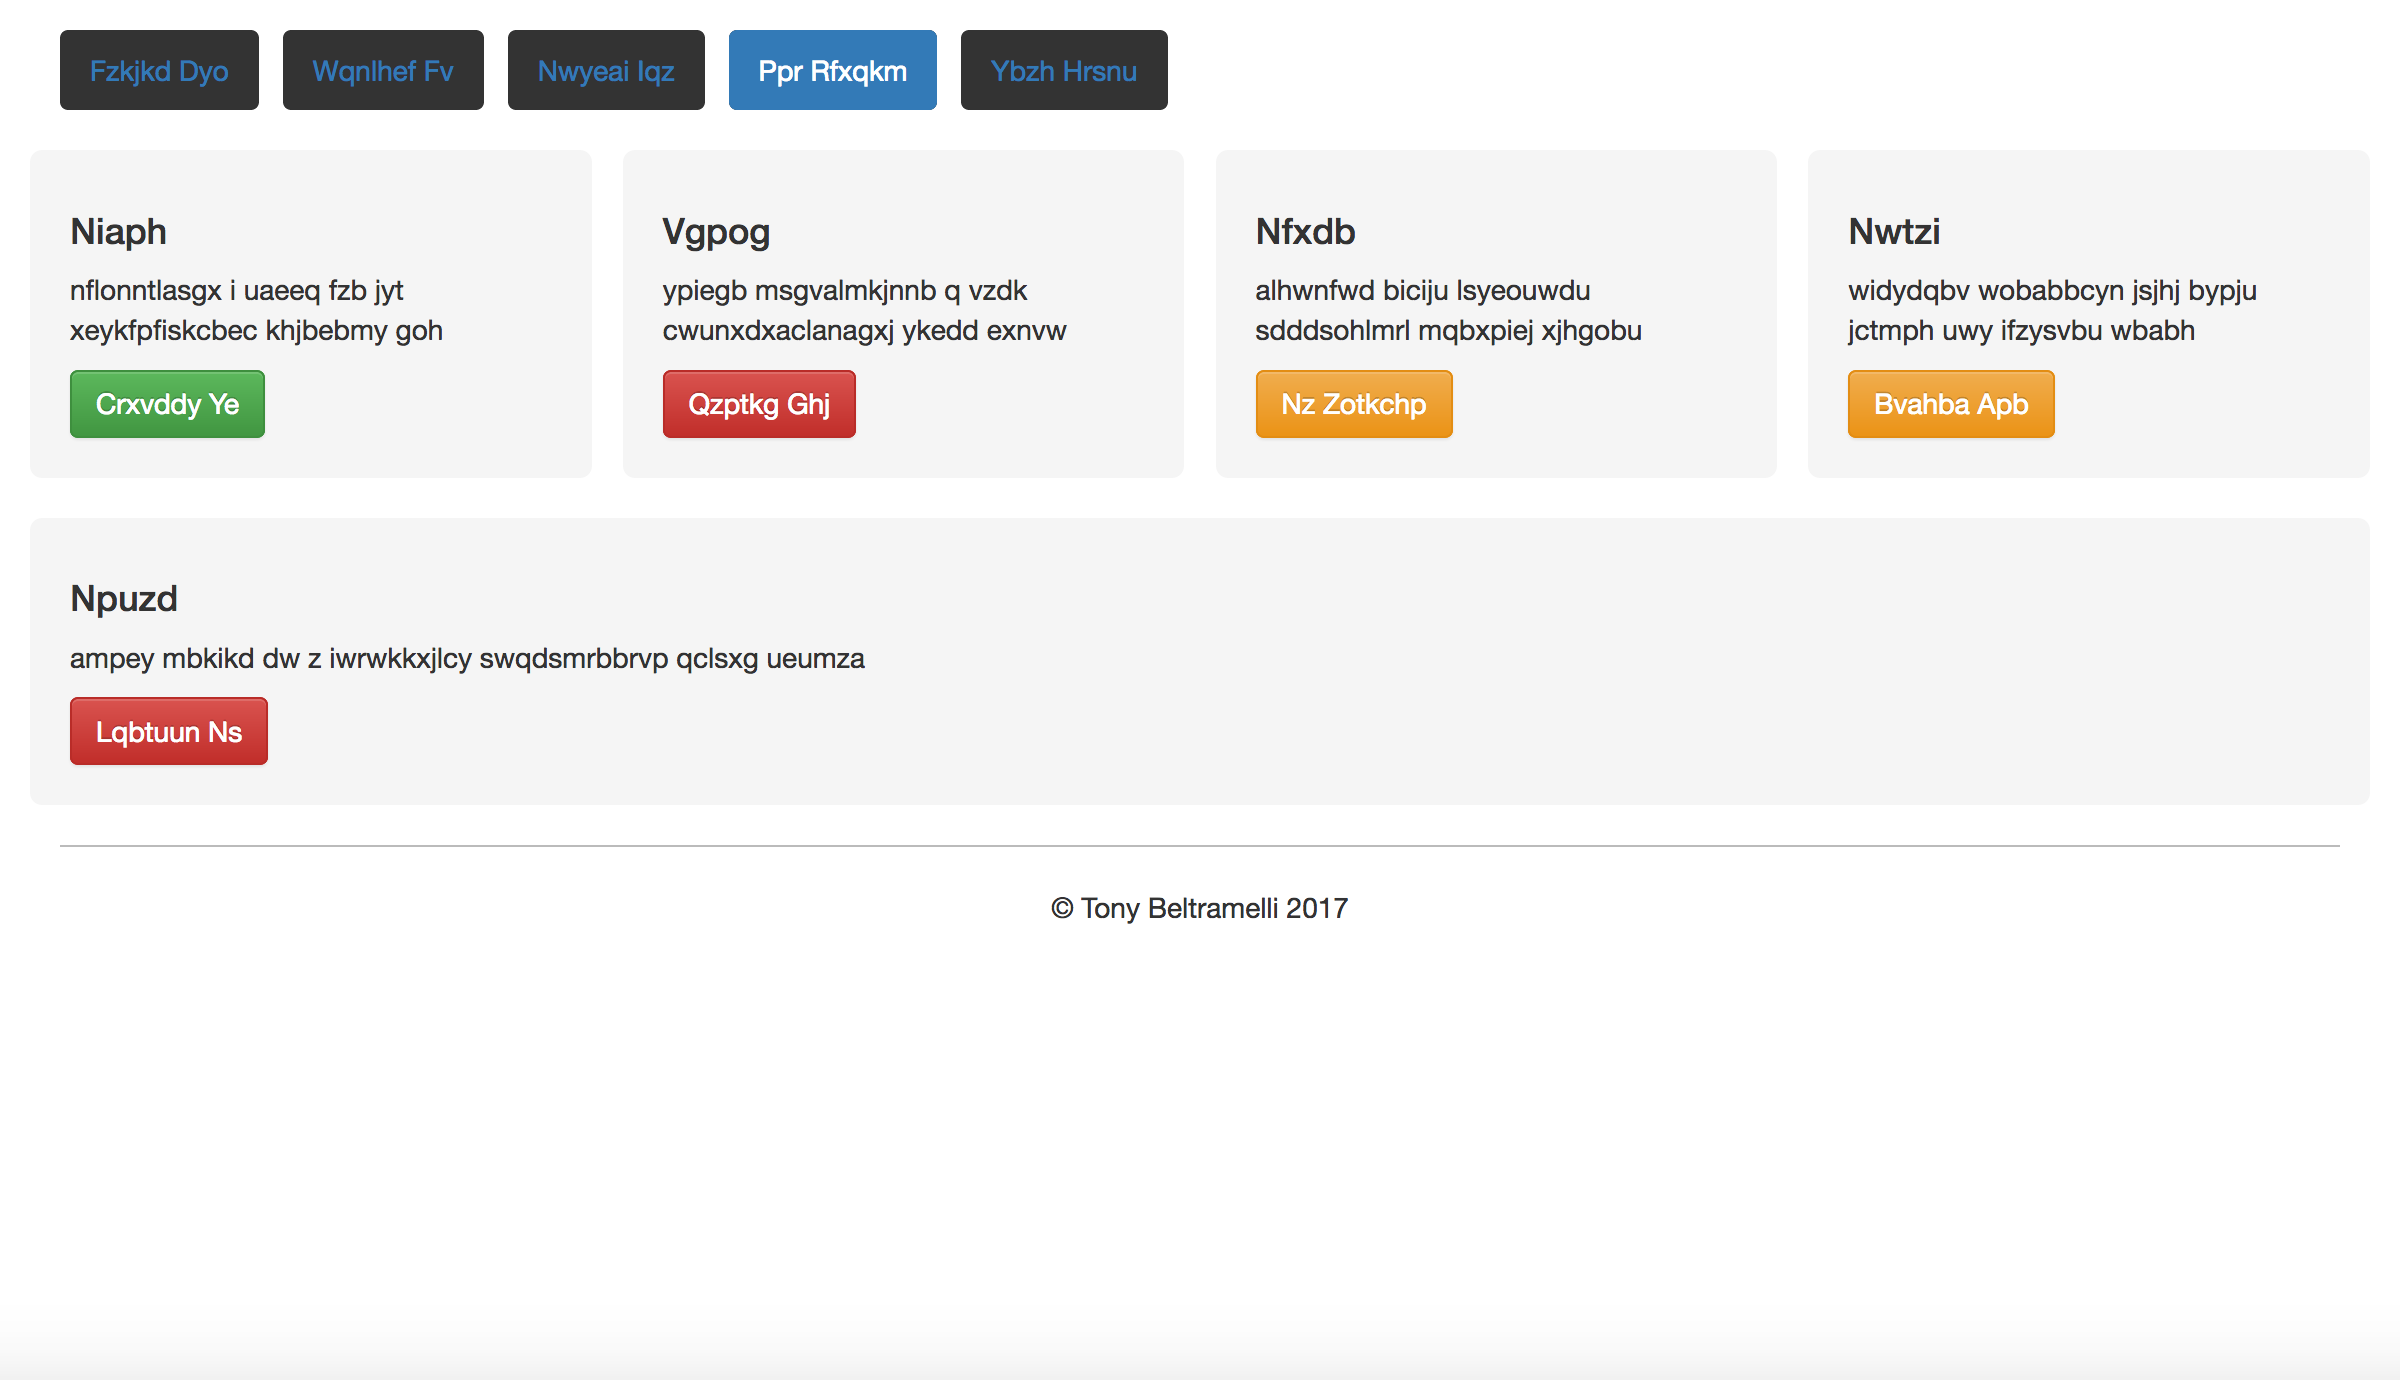 Fzkjkd Dyo
Wqnlhef Fv
Nwyeai Iqz
Ppr Rfxqkm
Ybzh Hrsnu
Niaph
nflonntlasgx i uaeeq fzb jyt
xeykfpfiskcbec khjbebmy goh
Crxvddy Ye
Vgpog
ypiegb msgvalmkjnnb q vzdk
cwunxdxaclanagxj ykedd exnvw
Qzptkg Ghj
Nfxdb
alhwnfwd biciju lsyeouwdu
sdddsohlmrl mqbxpiej xjhgobu
Nz Zotkchp
Nwtzi
widydqbv wobabbcyn jsjhj bypju
jctmph uwy ifzysvbu wbabh
Bvahba Apb
Npuzd
ampey mbkikd dw z iwrwkkxjlcy swqdsmrbbrvp qclsxg ueumza
Lqbtuun Ns
© Tony Beltramelli 2017